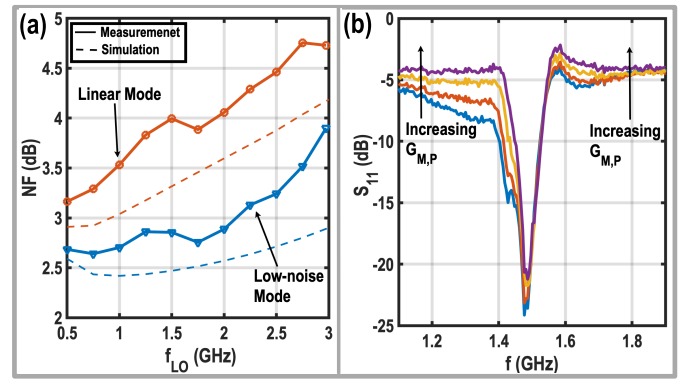 (a)
Measuremenet
Simulation
Linear Mode
Low-noise
Mode
NF (dB)
5
4.5
4
3.5
3
2.5
2
0.5
1
1.5
2
2.5
3
f_LO (GHz)
(b)
Increasing
G_M,P
Increasing
G_M,P
S_11 (dB)
0
-5
-10
-15
-20
-25
1.2
1.4
1.6
1.8
f (GHz)